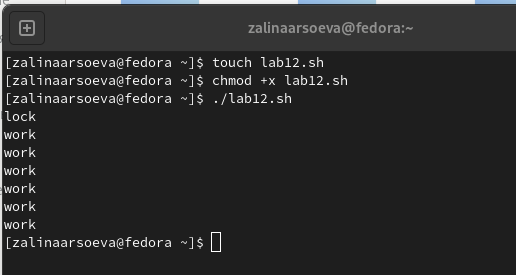 zalinaarsoeva@fedora:~
[zalinaarsoeva@fedora ~]$ touch lab12.sh
[zalinaarsoeva@fedora ~]$ chmod +x lab12.sh
[zalinaarsoeva@fedora ~]$ ./lab12.sh
lock
work
work
work
work
work
work
[zalinaarsoeva@fedora ~]$